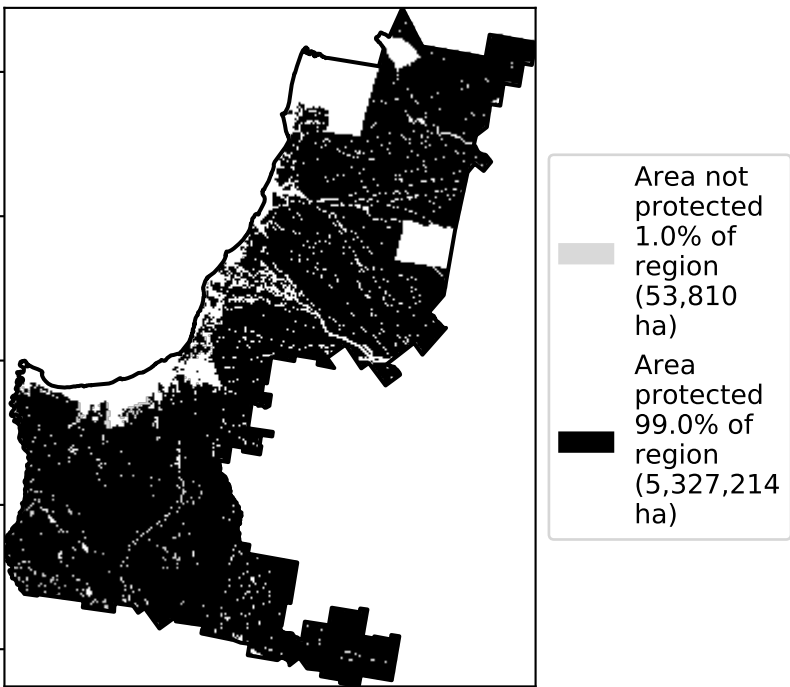 Area not
protected
1.0% of
region
(53,810
ha)
Area
protected
99.0% of
region
(5,327,214
ha)